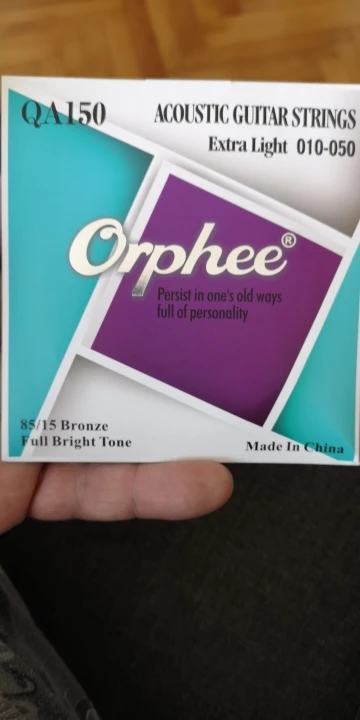 QA150
ACOUSTIC GUITAR STRINGS
Extra Light 010-050
Orphee®
Persist in one's old ways
full of personality
85/15 Bronze
Full Bright Tone
Made In China